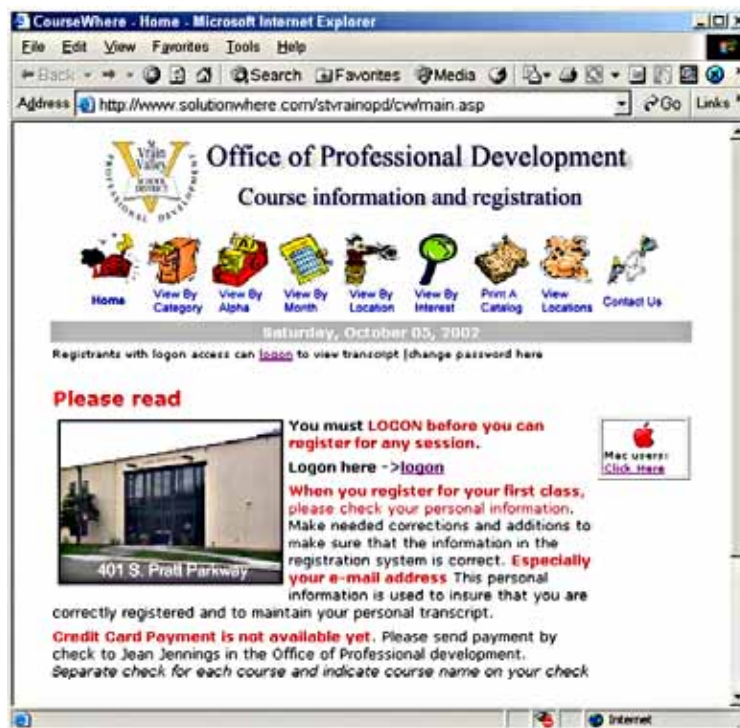 CourseWhere - Home - Microsoft Internet Explorer
File Edit View Favorites Tools Help
Back Search Favorites Media
Address http://www.solutionwhere.com/stvrainopd/cw/main.asp Go Links
St.
Vrain
Valley
SCHOOL
DISTRICT
PROFESSIONAL DEVELOPMENT
Office of Professional Development
Course information and registration
Home
View By
Category
View By
Alpha
View By
Month
View By
Location
View By
Interest
Print A
Catalog
View
Locations
Contact Us
Saturday, October 05, 2002
Registrants with logon access can logon to view transcript |change password here
Please read
You must LOGON before you can
register for any session.
Logon here ->logon
Mac users:
Click Here
When you register for your first class,
please check your personal information.
Make needed corrections and additions to
make sure that the information in the
registration system is correct. Especially
your e-mail address This personal
information is used to insure that you are
correctly registered and to maintain your personal transcript.
401 S. Pratt Parkway
Credit Card Payment is not available yet. Please send payment by
check to Jean Jennings in the Office of Professional development.
Separate check for each course and indicate course name on your check
Internet